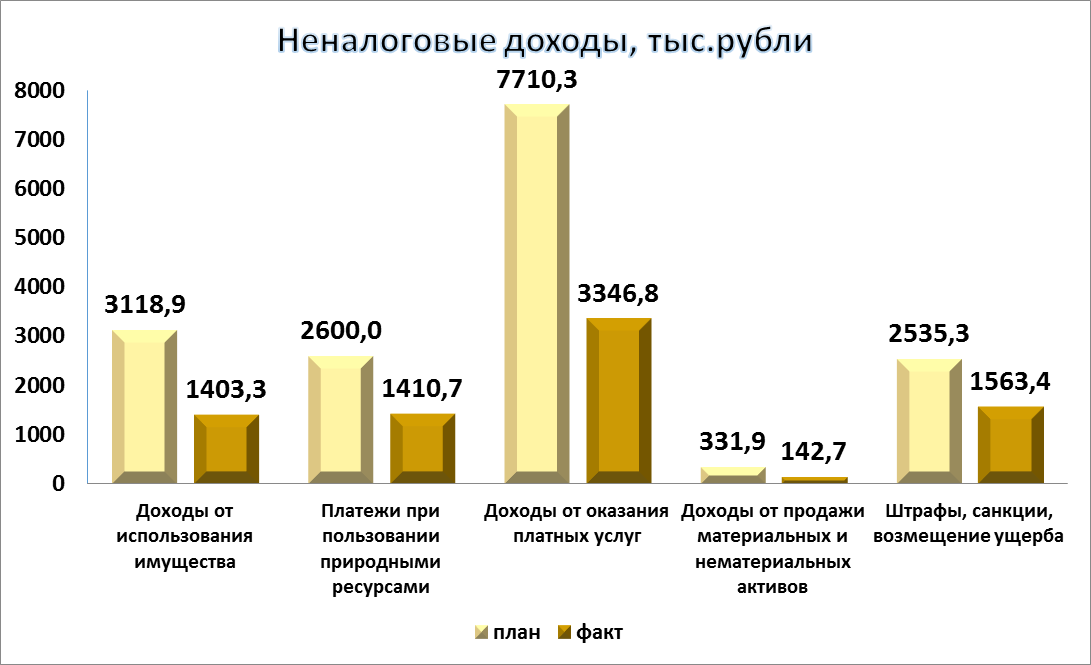 Неналоговые доходы, тыс.рубли
8000
7000
6000
5000
4000
3000
2000
1000
0
3118,9
1403,3
2600,0
1410,7
7710,3
3346,8
331,9
142,7
2535,3
1563,4
Доходы от
использования
имущества
Платежи при
пользовании
природными
ресурсами
Доходы от оказания
платных услуг
Доходы от продажи
материальных и
нематериальных
активов
Штрафы, санкции,
возмещение ущерба
план
факт